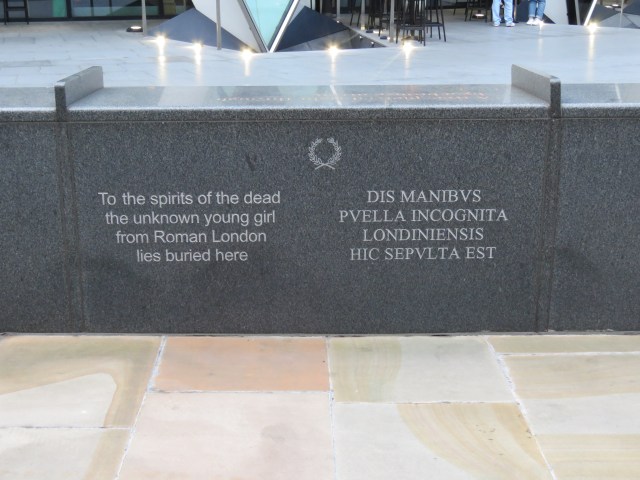 To the spirits of the dead
the unknown young girl
from Roman London
lies buried here
DIS MANIBVS
PVELLA INCOGNITA
LONDINIENSIS
HIC SEPVLTA EST